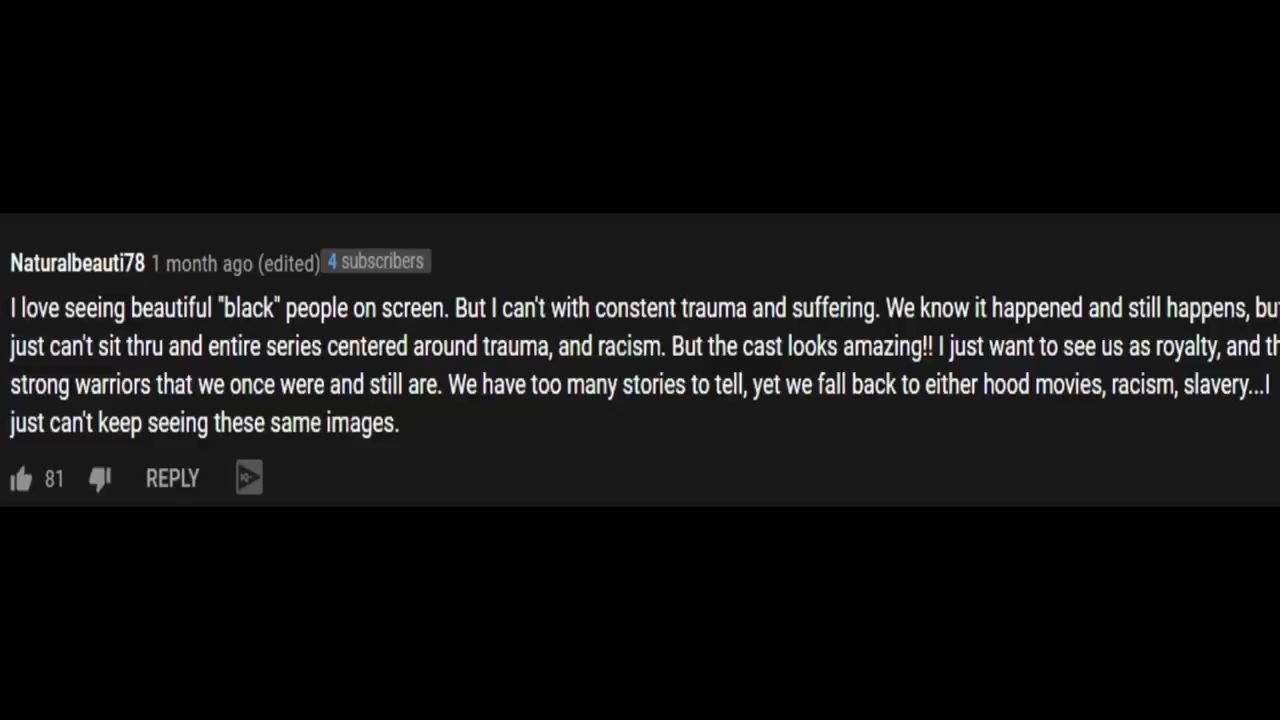 Naturalbeauti78 1 month ago (edited) 4 subscribers
I love seeing beautiful "black" people on screen. But I can't with constent trauma and suffering. We know it happened and still happens, but
just can't sit thru and entire series centered around trauma, and racism. But the cast looks amazing!! I just want to see us as royalty, and
strong warriors that we once were and still are. We have too many stories to tell, yet we fall back to either hood movies, racism, slavery...I
just can't keep seeing these same images.
81 REPLY